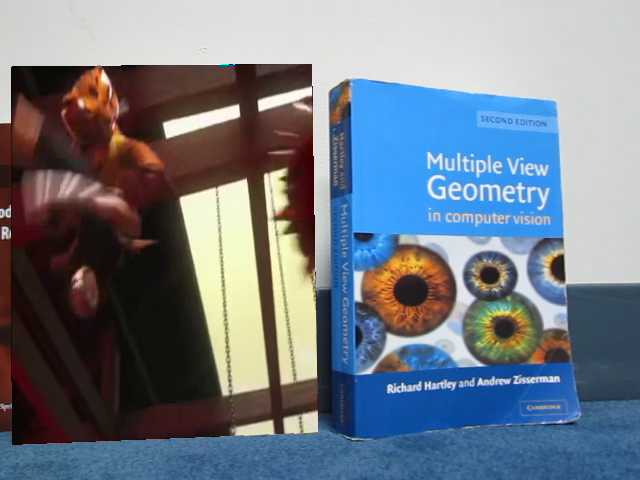 SECOND EDITION
Multiple View
Geometry
in computer vision
Richard Hartley and Andrew Zisserman
CAMBRIDGE
Hartley and
Zisserman
Multiple View Geometry